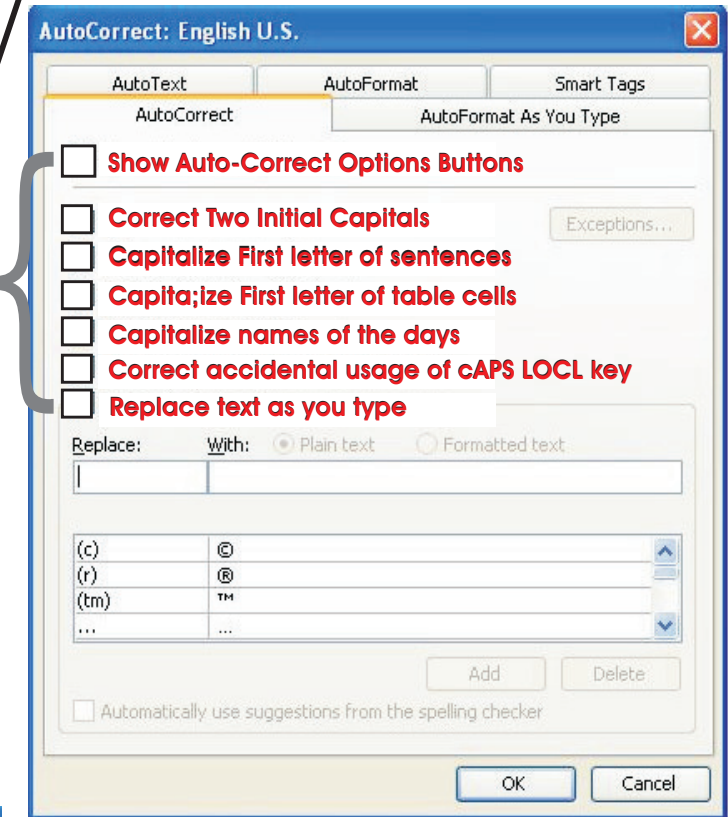 AutoCorrect: English U.S.
AutoText AutoFormat Smart Tags
AutoCorrect AutoFormat As You Type
Show Auto-Correct Options Buttons
Correct Two Initial Capitals
Exceptions...
Capitalize First letter of sentences
Capita;ize First letter of table cells
Capitalize names of the days
Correct accidental usage of cAPS LOCL key
Replace text as you type
Replace: With: Plain text Formatted text
(c) ©
(r) ®
(tm) ™
... ...
Add Delete
Automatically use suggestions from the spelling checker
OK Cancel